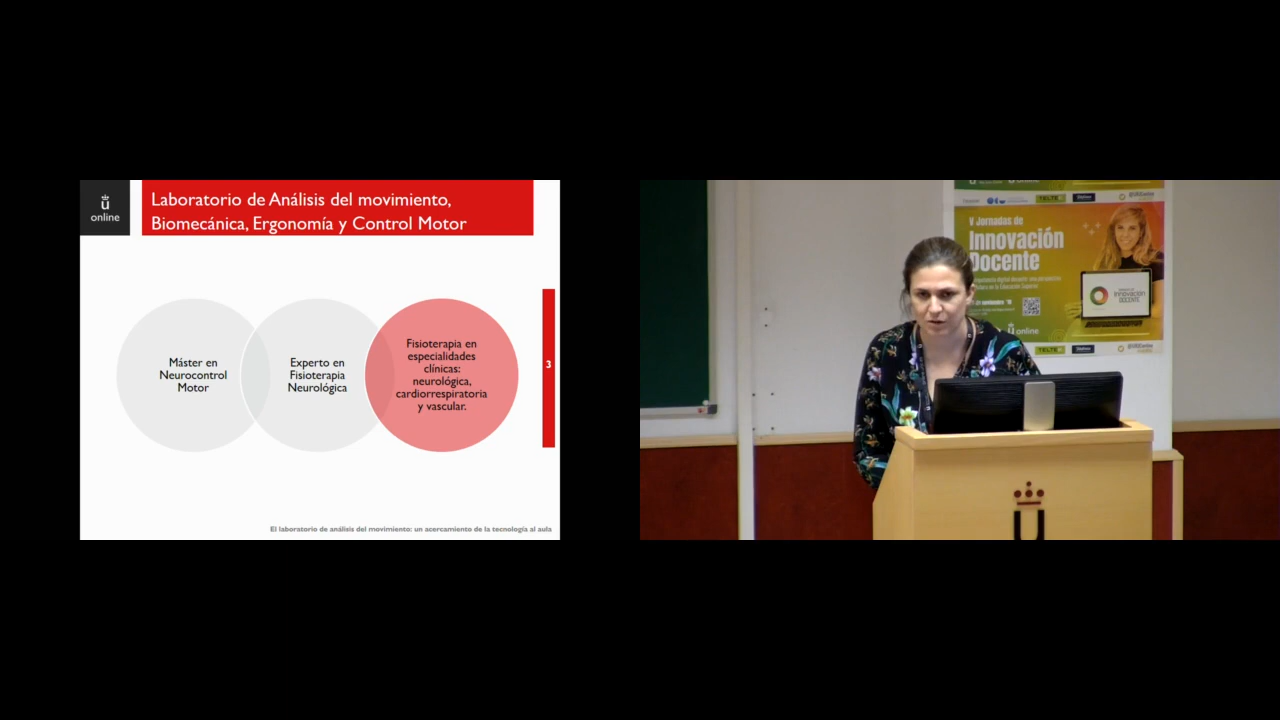 ü
online
Laboratorio de Análisis del movimiento,
Biomecánica, Ergonomía y Control Motor
Máster en
Neurocontrol
Motor
Experto en
Fisioterapia
Neurológica
Fisioterapia en
especialidades
clínicas:
neurológica,
cardiorrespiratoria
y vascular.
3
El laboratorio de análisis del movimiento: un acercamiento de la tecnología al aula
V Jornadas de
Innovación
Docente
Innovación
DOCENTE
online